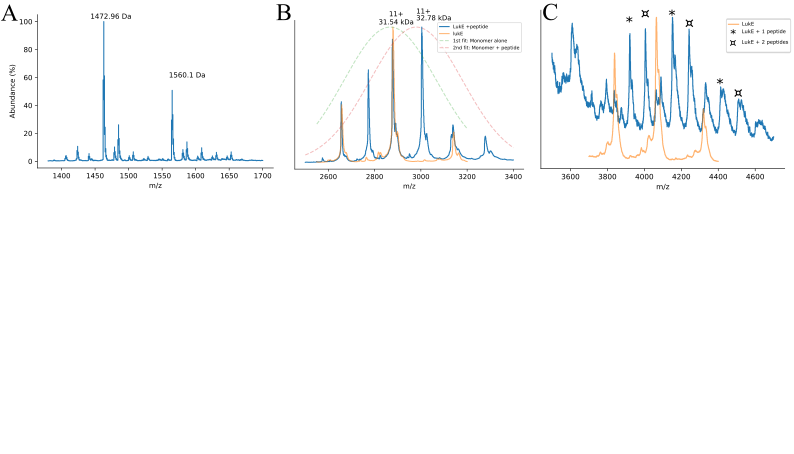 A
B
C
1472.96 Da
1560.1 Da
Abundance (%)
100
80
60
40
20
0
1400
1450
1500
1550
1600
1650
1700
m/z
11+
31.54 kDa
11+
32.78 kDa
LukE +peptide
lukE
1st fit: Monomer alone
2nd fit: Monomer + peptide
2600
2800
3000
3200
3400
m/z
LukE
LukE + 1 peptide
LukE + 2 peptides
3600
3800
4000
4200
4400
4600
m/z